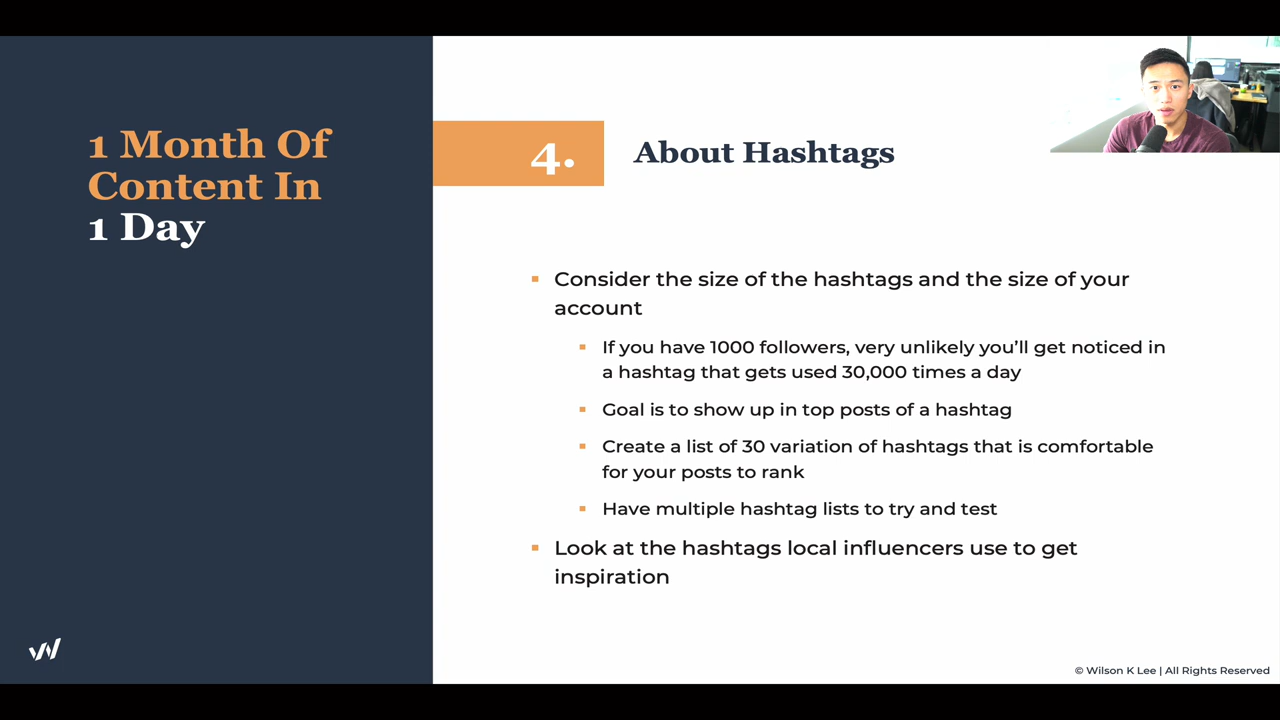 1 Month Of
Content In
1 Day
4.
About Hashtags
Consider the size of the hashtags and the size of your
account
If you have 1000 followers, very unlikely you'll get noticed in
a hashtag that gets used 30,000 times a day
Goal is to show up in top posts of a hashtag
Create a list of 30 variation of hashtags that is comfortable
for your posts to rank
Have multiple hashtag lists to try and test
Look at the hashtags local influencers use to get
inspiration
© Wilson K Lee | All Rights Reserved